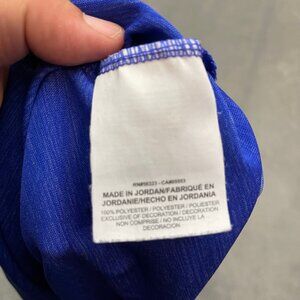 RN#56323 - CA#05553
MADE IN JORDAN/FABRIQUÉ EN
JORDANIE/HECHO EN JORDANIA
100% POLYESTER / POLYESTER / POLIESTER
EXCLUSIVE OF DECORATION / DECORATION
NON COMPRISE / NO INCLUYE LA
DECORACION